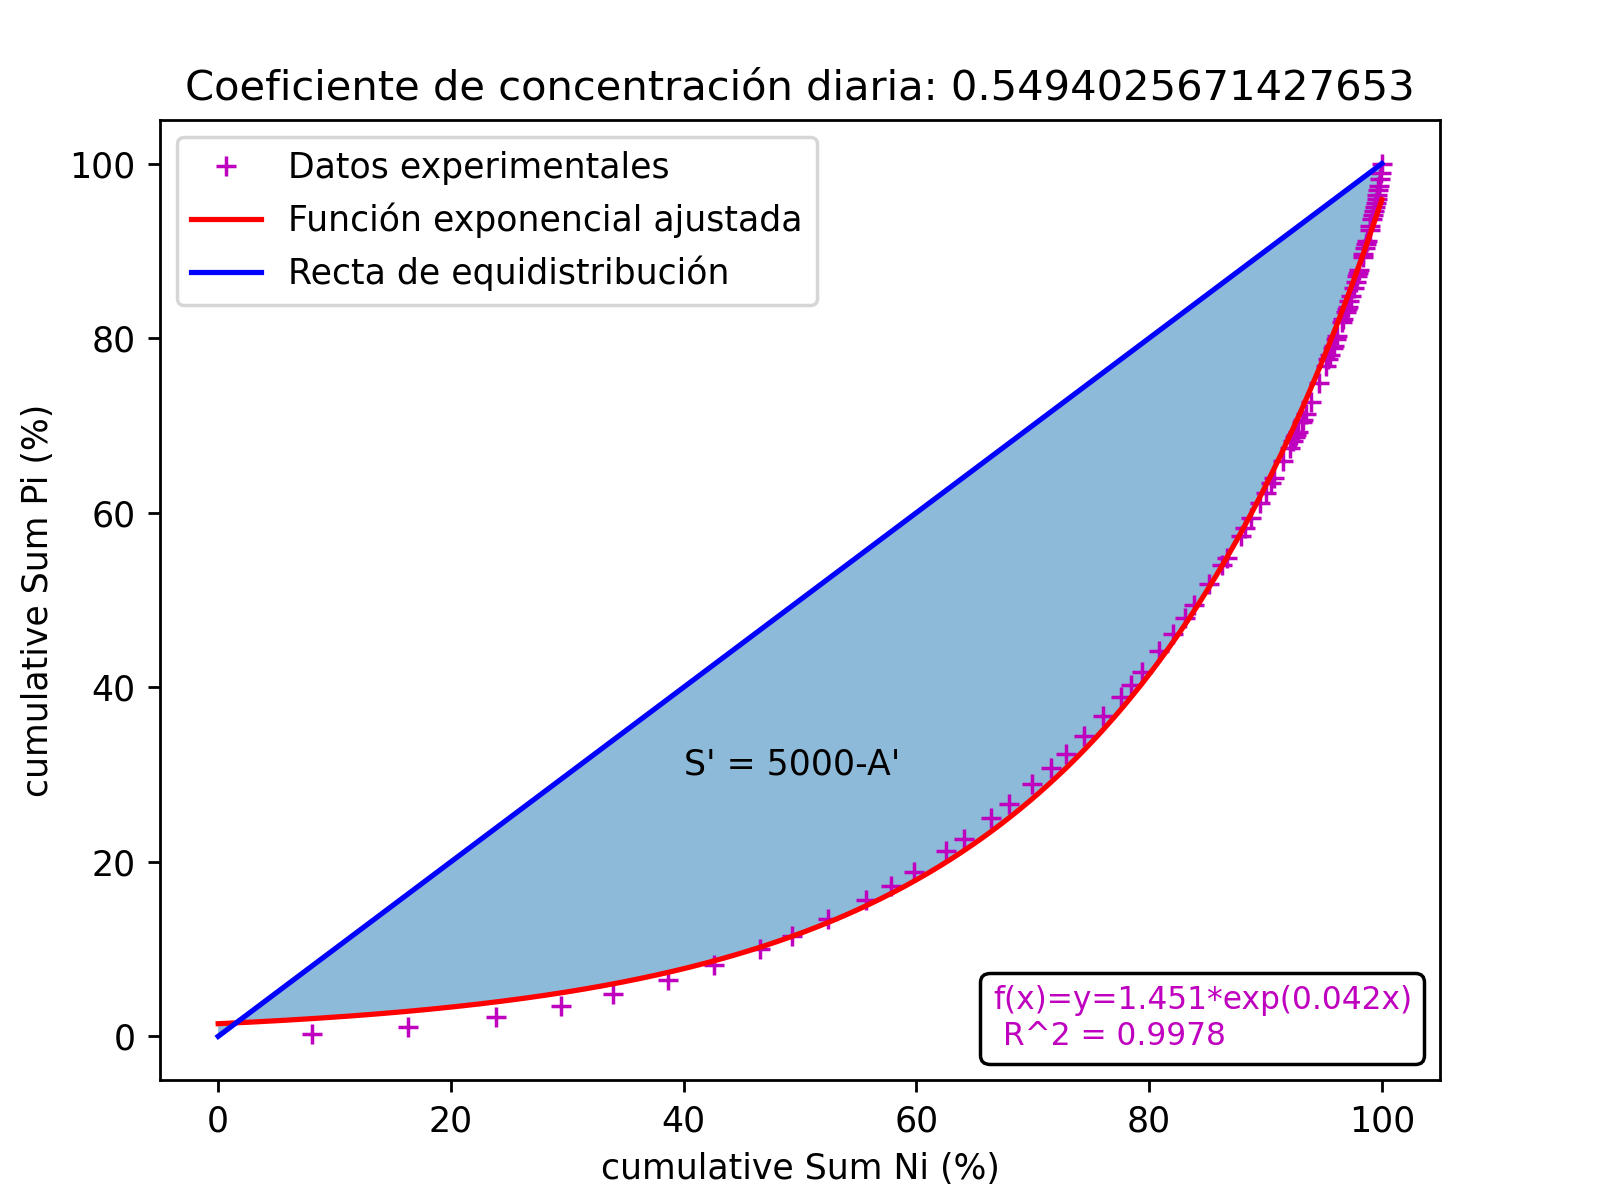 Coeficiente de concentración diaria: 0.5494025671427653
Datos experimentales
Función exponencial ajustada
Recta de equidistribución
cumulative Sum Pi (%)
100
80
60
40
20
0
S' = 5000-A'
f(x)=y=1.451*exp(0.042x)
R^2 = 0.9978
0 20 40 60 80 100
cumulative Sum Ni (%)